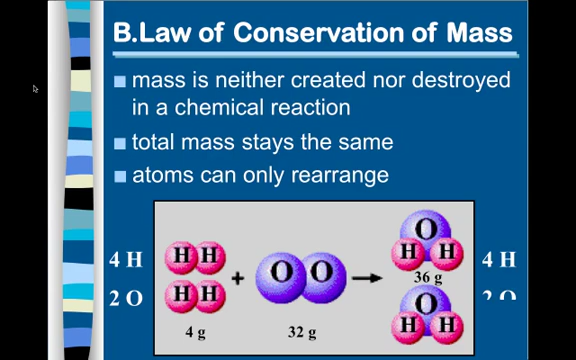 B.Law of Conservation of Mass
mass is neither created nor destroyed
in a chemical reaction
total mass stays the same
atoms can only rearrange
4 H
2 O
H H
H H
4 g
+
O O
32 g
O
H H
36 g
O
H H
4 H
2 O